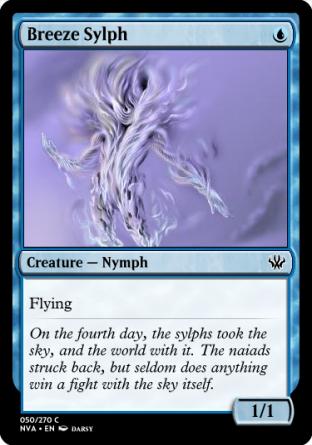 Breeze Sylph
Creature — Nymph
Flying
On the fourth day, the sylphs took the
sky, and the world with it. The naiads
struck back, but seldom does anything
win a fight with the sky itself.
1/1
050/270 C
NVA • EN DARSY